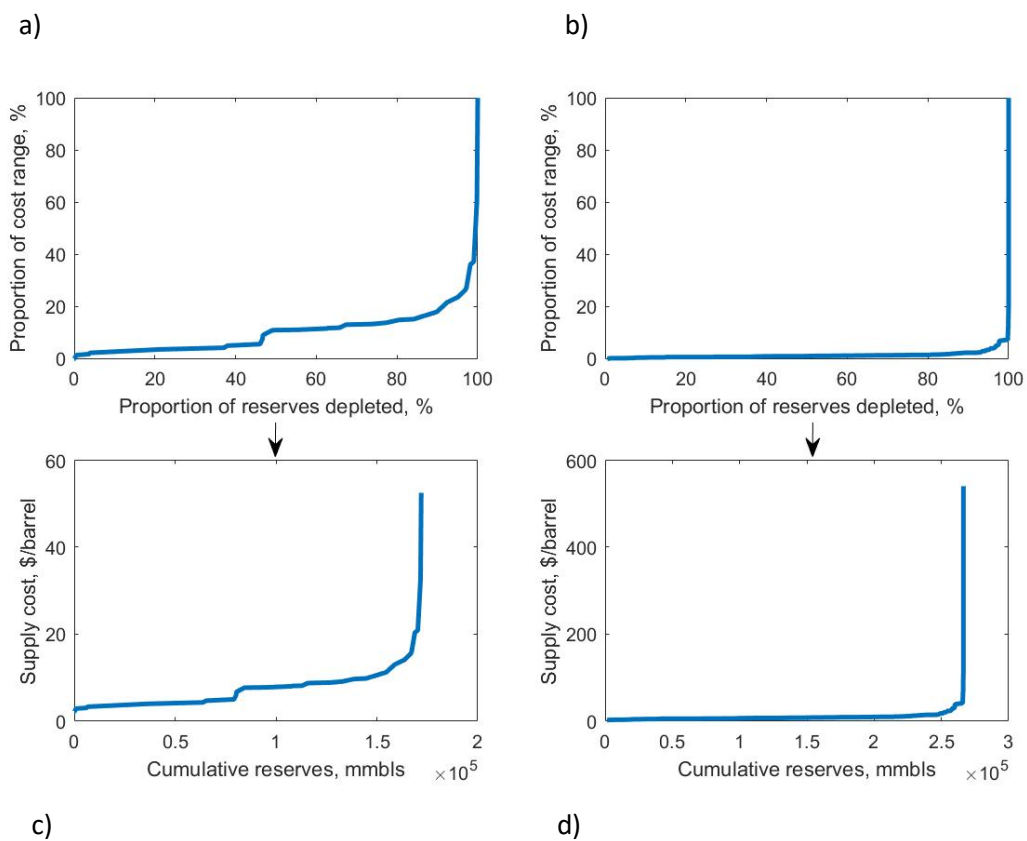 a)
b)
100
80
60
40
20
0
Proportion of cost range, %
0 20 40 60 80 100
Proportion of reserves depleted, %
100
80
60
40
20
0
Proportion of cost range, %
0 20 40 60 80 100
Proportion of reserves depleted, %
60
40
20
0
Supply cost, $/barrel
0 0.5 1 1.5 2
Cumulative reserves, mmbls
×10^5
600
400
200
0
Supply cost, $/barrel
0 0.5 1 1.5 2 2.5 3
Cumulative reserves, mmbls
×10^5
c)
d)